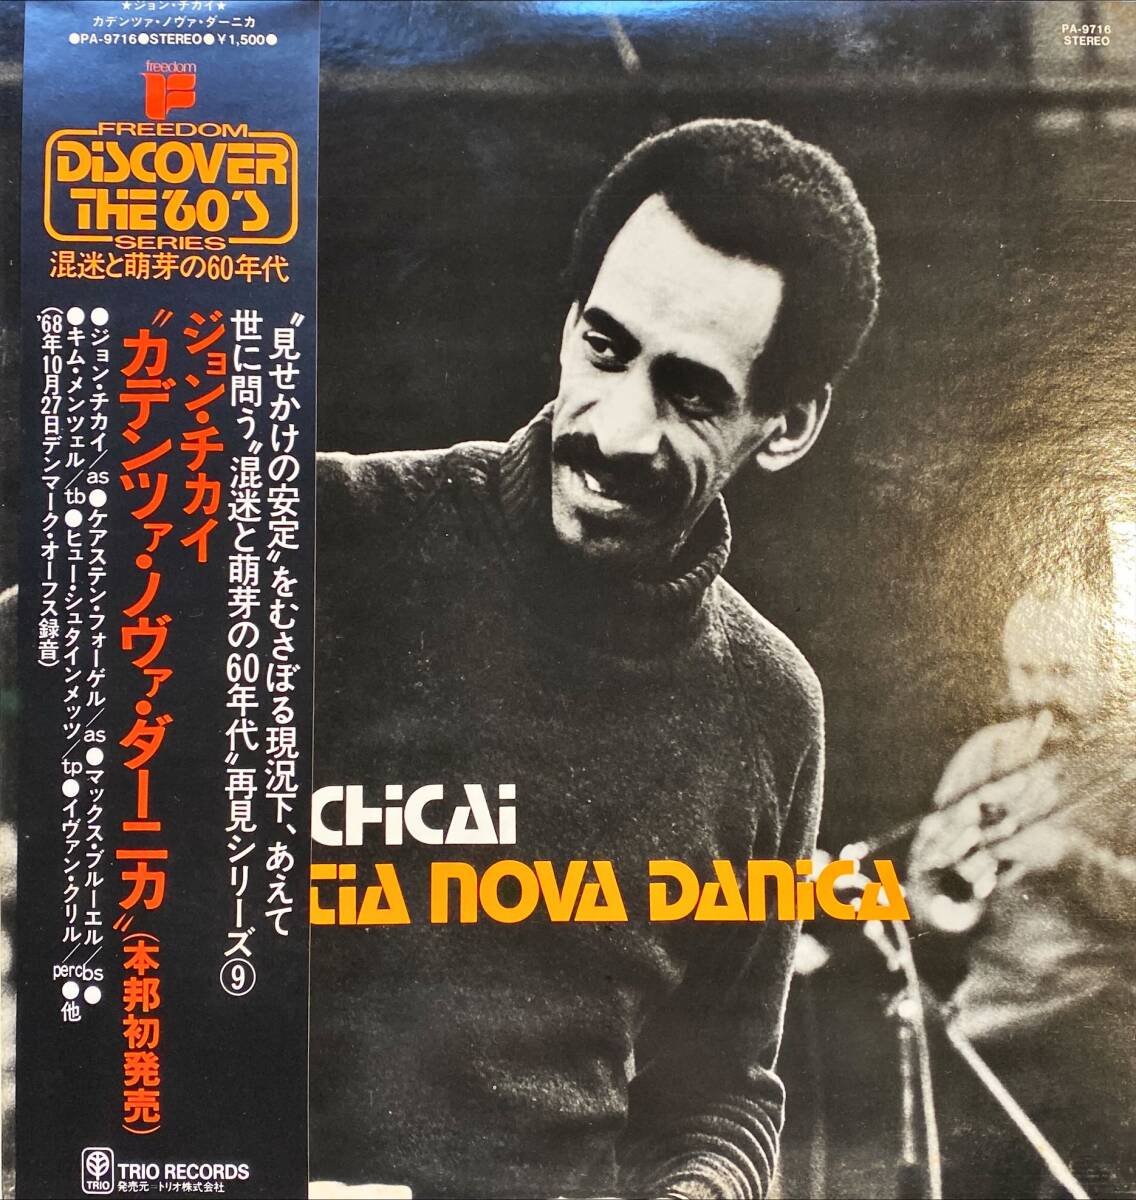 ★ジョン・チカイ★
カデンツァ・ノヴァ・ダーニカ
●PA-9716●STEREO●￥1,500●
freedom
F
FREEDOM
DiSCOVER
THE '60'S
SERIES
混迷と萌芽の60年代
〝見せかけの安定〟をむさぼる現況下、あえて
世に問う〝混迷と萌芽の60年代〟再見シリーズ⑨
ジョン・チカイ
〝カデンツァ・ノヴァ・ダーニカ〟(本邦初発売)
●ジョン・チカイ/as●ケアステン・フォーゲル/as●マックス・ブルーエル/bs●
●キム・メンツェル/tb●ヒュー・シュタインメッツ/tp●イヴァン・クリル/perc●他
('68年10月27日デンマーク・オーフス録音)
TRIO
TRIO RECORDS
発売元=トリオ株式会社
PA-9716
STEREO
CHiCAi
TiA NOVA DANiCA